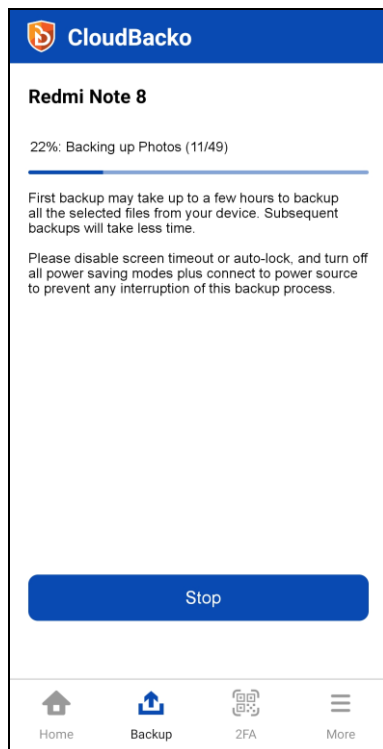 CloudBacko
Redmi Note 8
22%: Backing up Photos (11/49)
First backup may take up to a few hours to backup
all the selected files from your device. Subsequent
backups will take less time.
Please disable screen timeout or auto-lock, and turn off
all power saving modes plus connect to power source
to prevent any interruption of this backup process.
Stop
Home Backup 2FA More